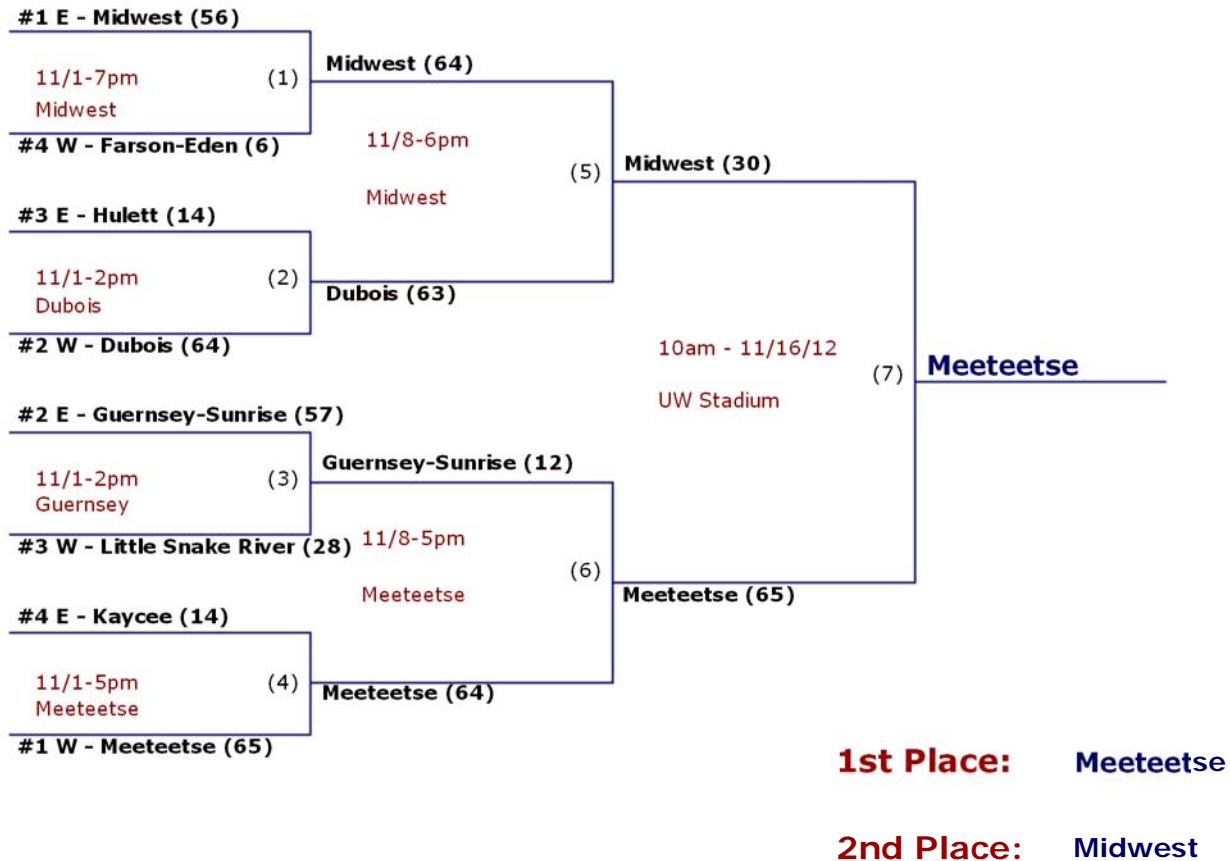 #1 E - Midwest (56)
11/1-7pm
(1)
Midwest
#4 W - Farson-Eden (6)
Midwest (64)
11/8-6pm
(5)
Midwest
#3 E - Hulett (14)
11/1-2pm
(2)
Dubois
#2 W - Dubois (64)
Dubois (63)
Midwest (30)
10am - 11/16/12
(7)
UW Stadium
Meeteetse
#2 E - Guernsey-Sunrise (57)
11/1-2pm
(3)
Guernsey
#3 W - Little Snake River (28)
Guernsey-Sunrise (12)
11/8-5pm
(6)
Meeteetse
Meeteetse (65)
#4 E - Kaycee (14)
11/1-5pm
(4)
Meeteetse
#1 W - Meeteetse (65)
Meeteetse (64)
1st Place: Meeteetse
2nd Place: Midwest